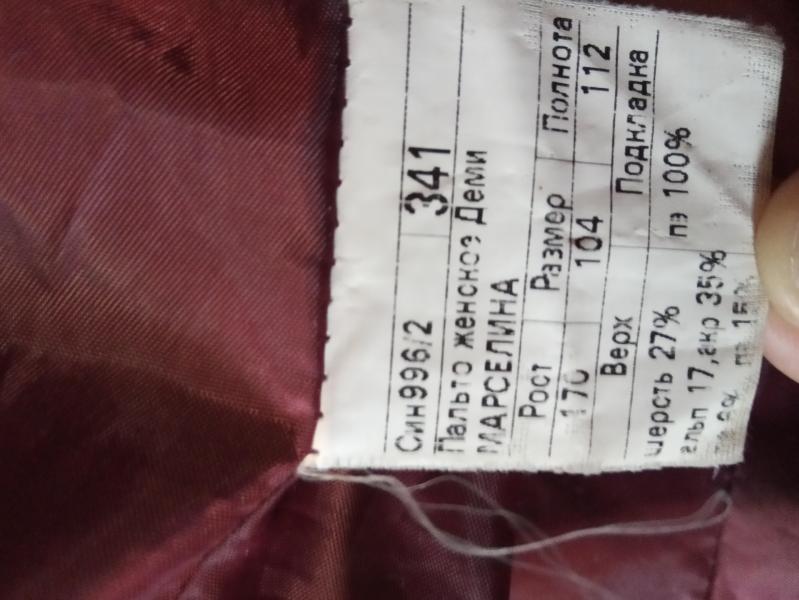 Син996/2 341
Пальто женское Деми
МАРСЕЛИНА
Рост Размер Полнота
170 104 112
Верх Подкладка
шерсть 27% пэ 100%
альп 17,акр 35%
15%